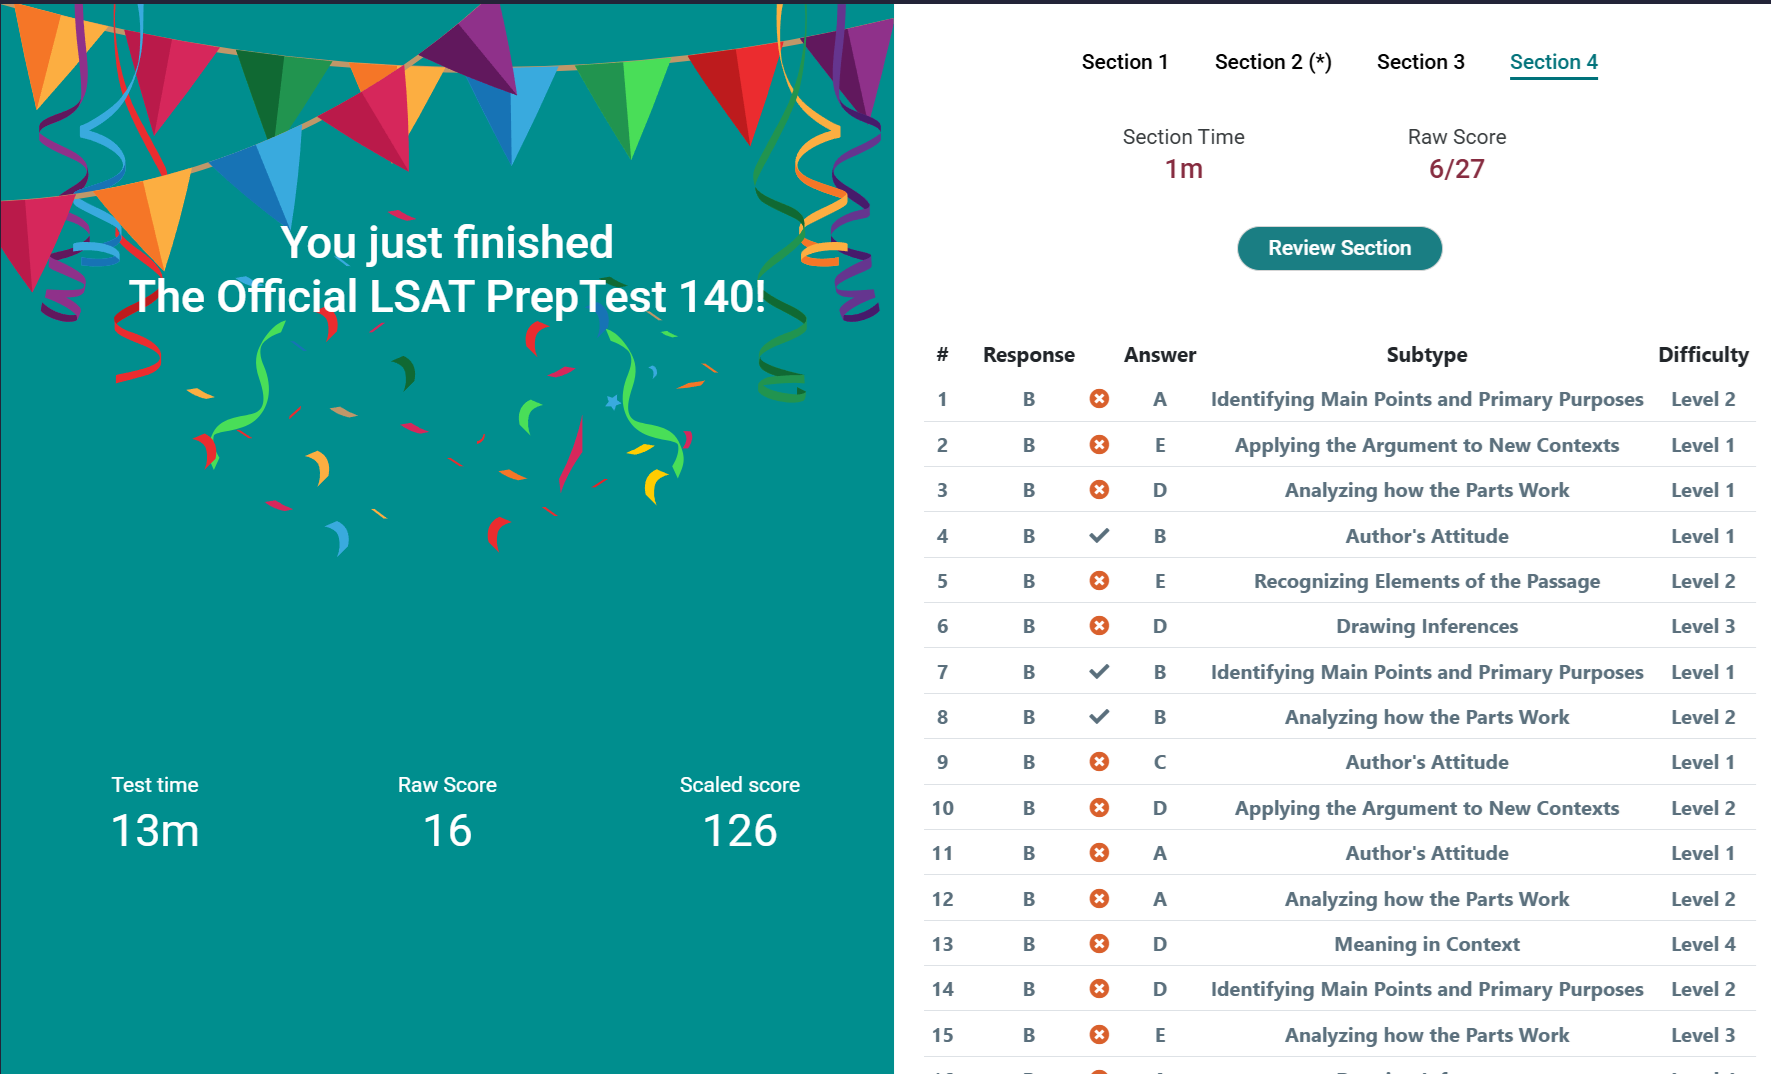 You just finished
The Official LSAT PrepTest 140!
Test time
13m
Raw Score
16
Scaled score
126
Section 1 Section 2 (*) Section 3 Section 4
Section Time Raw Score
1m 6/27
Review Section
# Response Answer Subtype Difficulty
1 B A Identifying Main Points and Primary Purposes Level 2
2 B E Applying the Argument to New Contexts Level 1
3 B D Analyzing how the Parts Work Level 1
4 B B Author's Attitude Level 1
5 B E Recognizing Elements of the Passage Level 2
6 B D Drawing Inferences Level 3
7 B B Identifying Main Points and Primary Purposes Level 1
8 B B Analyzing how the Parts Work Level 2
9 B C Author's Attitude Level 1
10 B D Applying the Argument to New Contexts Level 2
11 B A Author's Attitude Level 1
12 B A Analyzing how the Parts Work Level 2
13 B D Meaning in Context Level 4
14 B D Identifying Main Points and Primary Purposes Level 2
15 B E Analyzing how the Parts Work Level 3